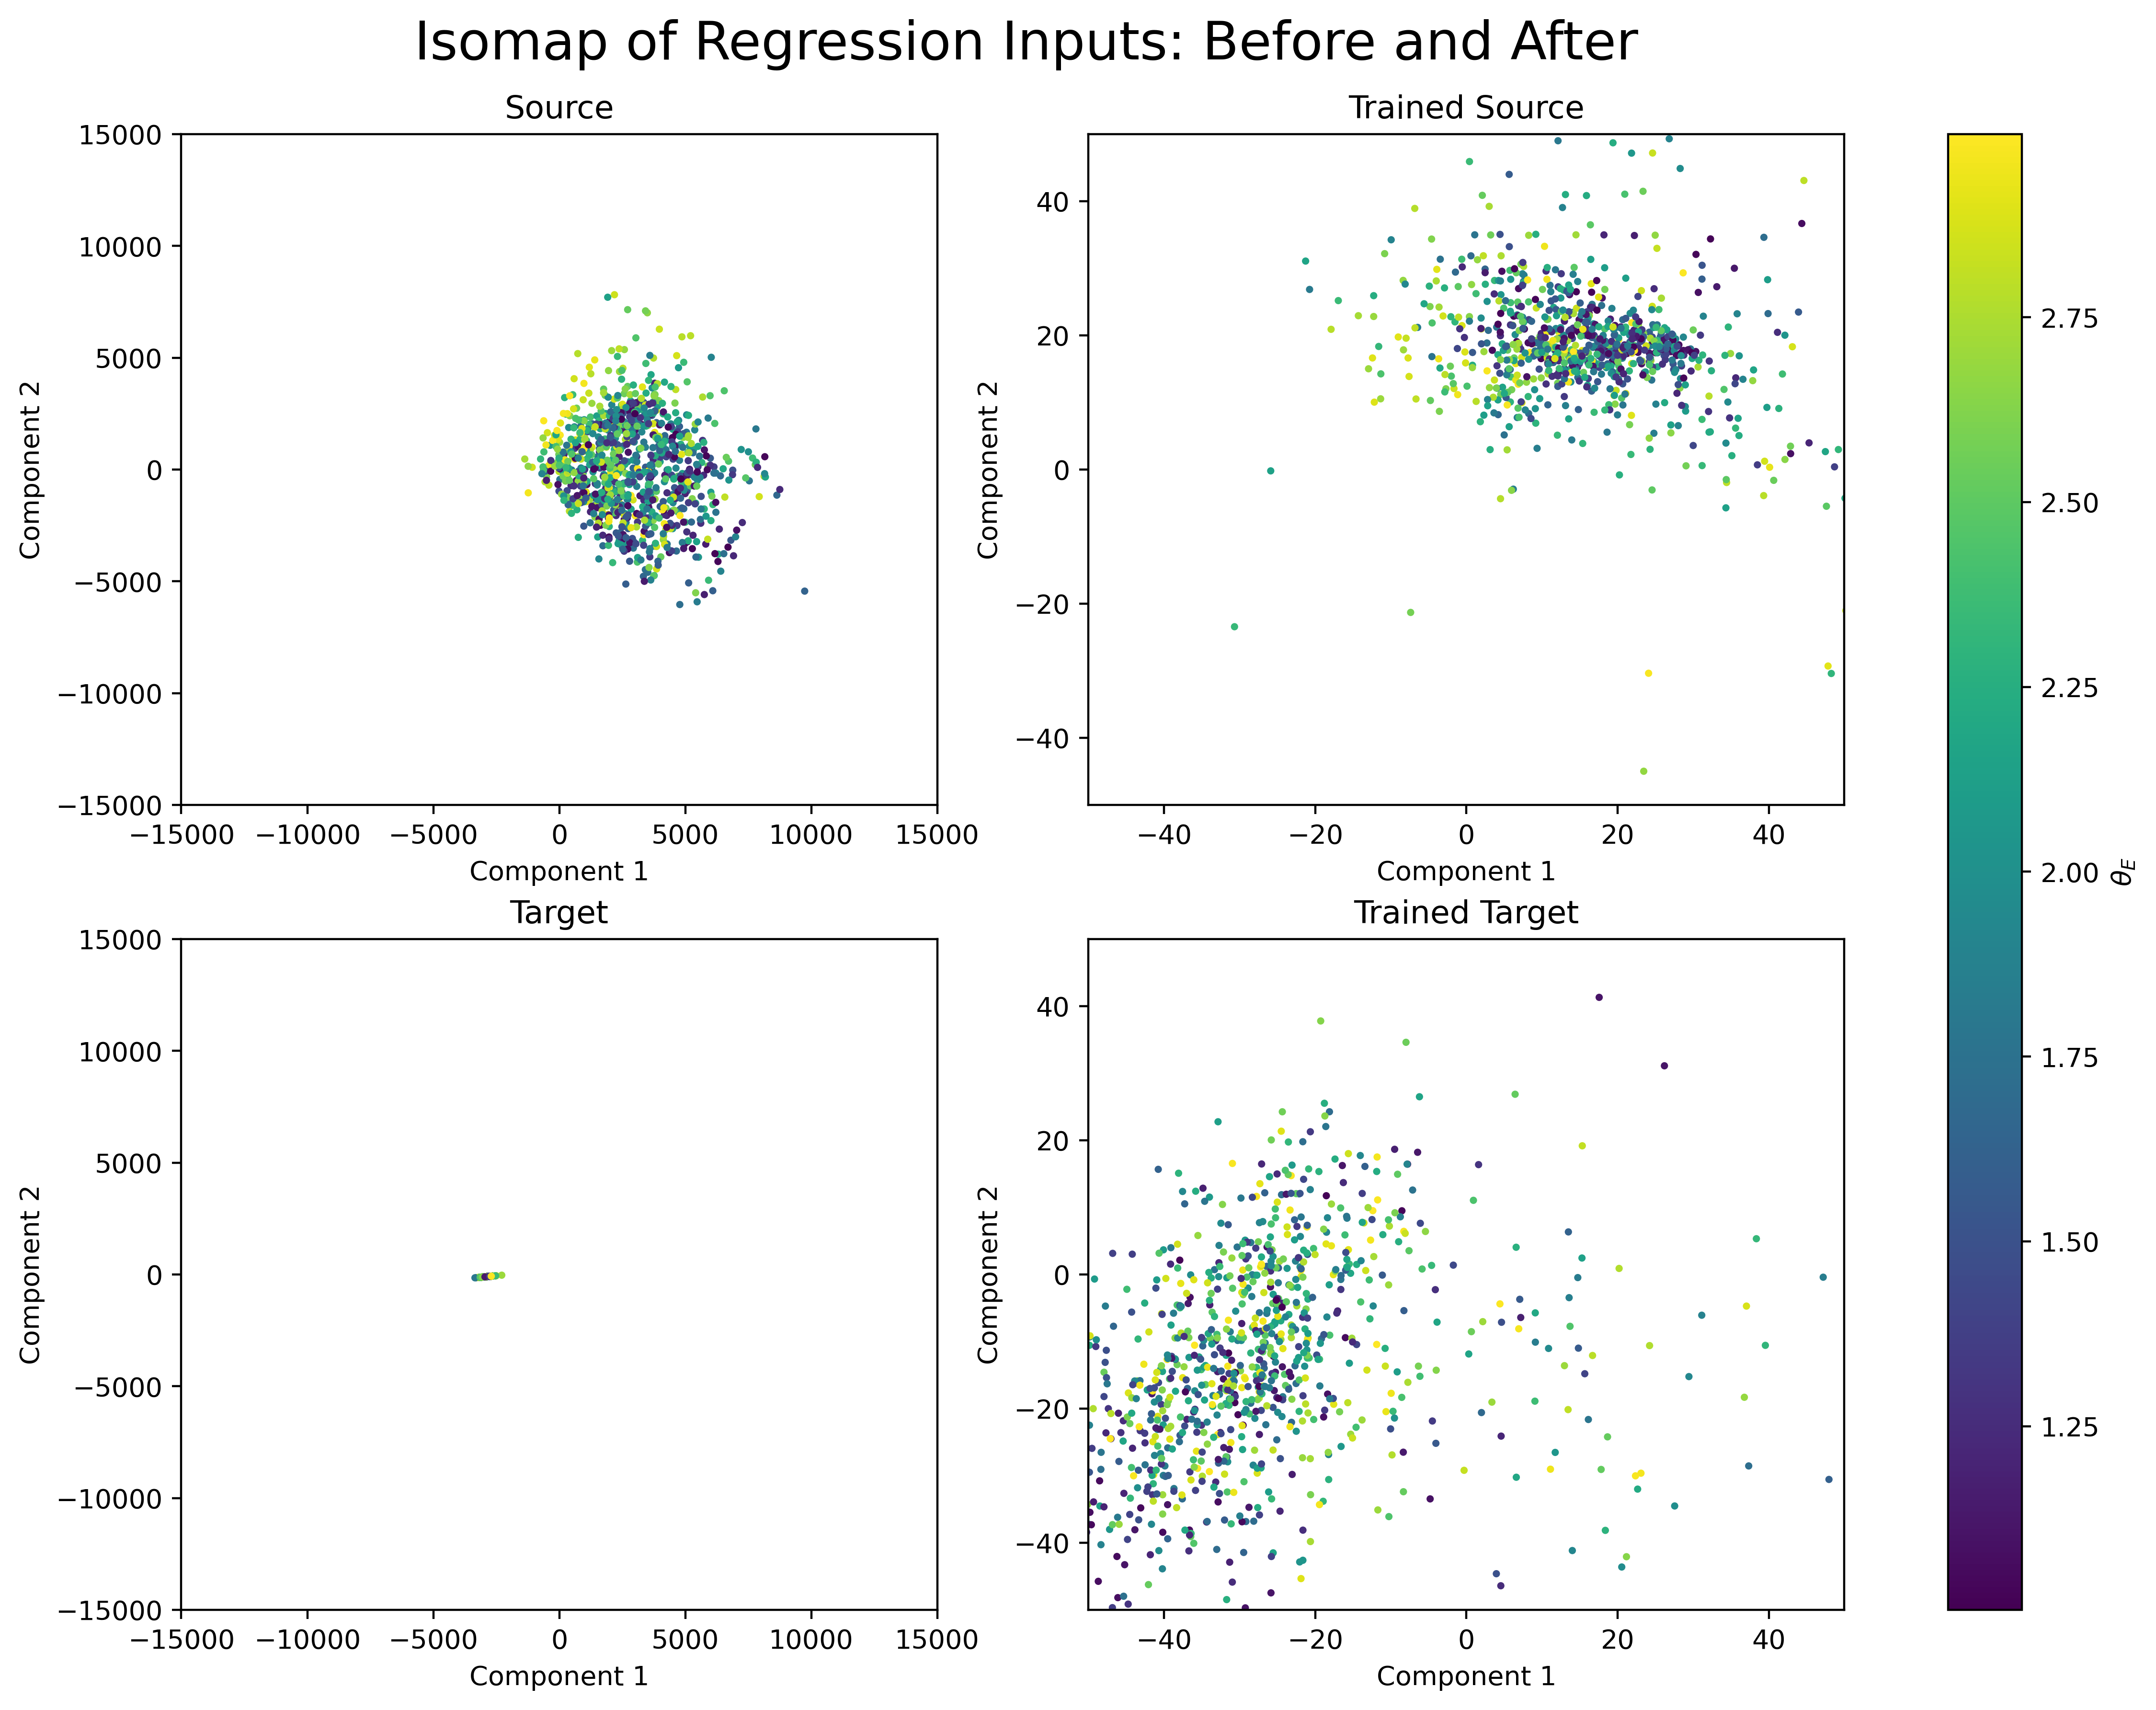 Isomap of Regression Inputs: Before and After
Source
15000
10000
5000
0
−5000
−10000
−15000
Component 2
−15000 −10000 −5000 0 5000 10000 15000
Component 1
Trained Source
40
20
0
−20
−40
Component 2
−40 −20 0 20 40
Component 1
Target
15000
10000
5000
0
−5000
−10000
−15000
Component 2
−15000 −10000 −5000 0 5000 10000 15000
Component 1
Trained Target
40
20
0
−20
−40
Component 2
−40 −20 0 20 40
Component 1
2.75
2.50
2.25
2.00
1.75
1.50
1.25
θ_E